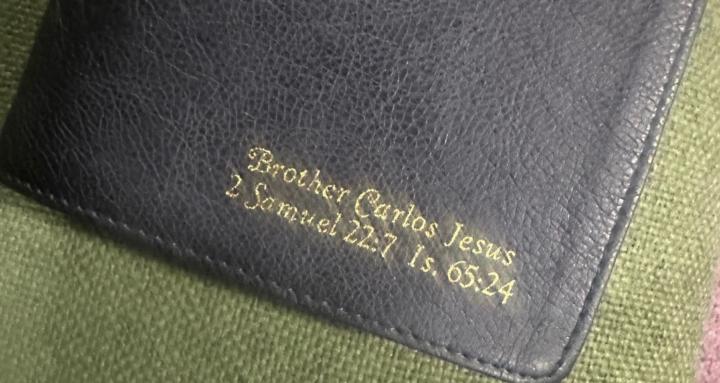 Brother Carlos Jesus
2 Samuel 22:7 Is. 65:24